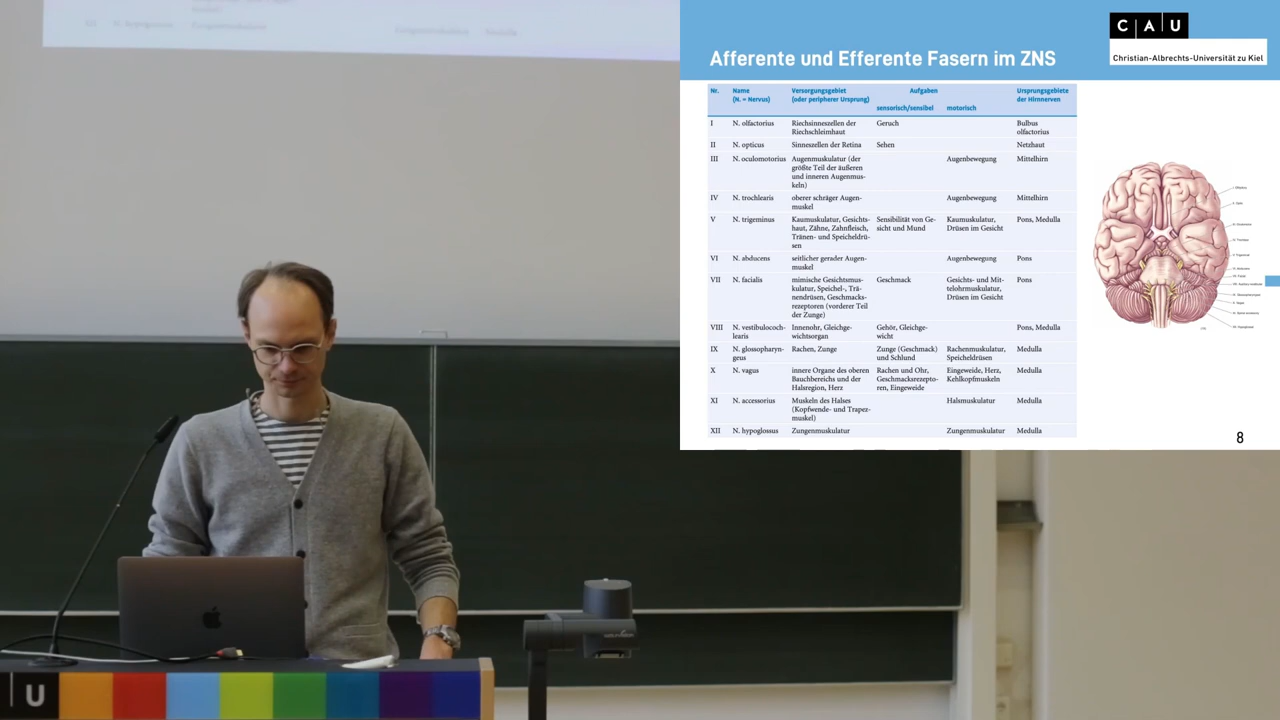 Afferente und Efferente Fasern im ZNS
C A U
Christian-Albrechts-Universität zu Kiel
Nr. Name Versorgungsgebiet Aufgaben Ursprungsgebiete
(N. = Nervus) (oder peripherer Ursprung) der Hirnnerven
sensorisch/sensibel motorisch
I N. olfactorius Riechsinneszellen der Geruch Bulbus
Riechschleimhaut olfactorius
II N. opticus Sinneszellen der Retina Sehen Netzhaut
III N. oculomotorius Augenmuskulatur (der Augenbewegung Mittelhirn
größte Teil der äußeren
und inneren Augenmus-
keln)
IV N. trochlearis oberer schräger Augen- Augenbewegung Mittelhirn
muskel
V N. trigeminus Kaumuskulatur, Gesichts- Sensibilität von Ge- Kaumuskulatur, Pons, Medulla
haut, Zähne, Zahnfleisch, sicht und Mund Drüsen im Gesicht
Tränen- und Speicheldrü-
sen
VI N. abducens seitlicher gerader Augen- Augenbewegung Pons
muskel
VII N. facialis mimische Gesichtsmus- Geschmack Gesichts- und Mit- Pons
kulatur, Speichel-, Trä- telohrmuskulatur,
nendrüsen, Geschmacks- Drüsen im Gesicht
rezeptoren (vorderer Teil
der Zunge)
VIII N. vestibulococh- Innenohr, Gleichge- Gehör, Gleichge- Pons, Medulla
learis wichtsorgan wicht
IX N. glossopharyn- Rachen, Zunge Zunge (Geschmack) Rachenmuskulatur, Medulla
geus und Schlund Speicheldrüsen
X N. vagus innere Organe des oberen Rachen und Ohr, Eingeweide, Herz, Medulla
Bauchbereichs und der Geschmacksrezepto- Kehlkopfmuskeln
Halsregion, Herz ren, Eingeweide
XI N. accessorius Muskeln des Halses Halsmuskulatur Medulla
(Kopfwende- und Trapez-
muskel)
XII N. hypoglossus Zungenmuskulatur Zungenmuskulatur Medulla
8
U